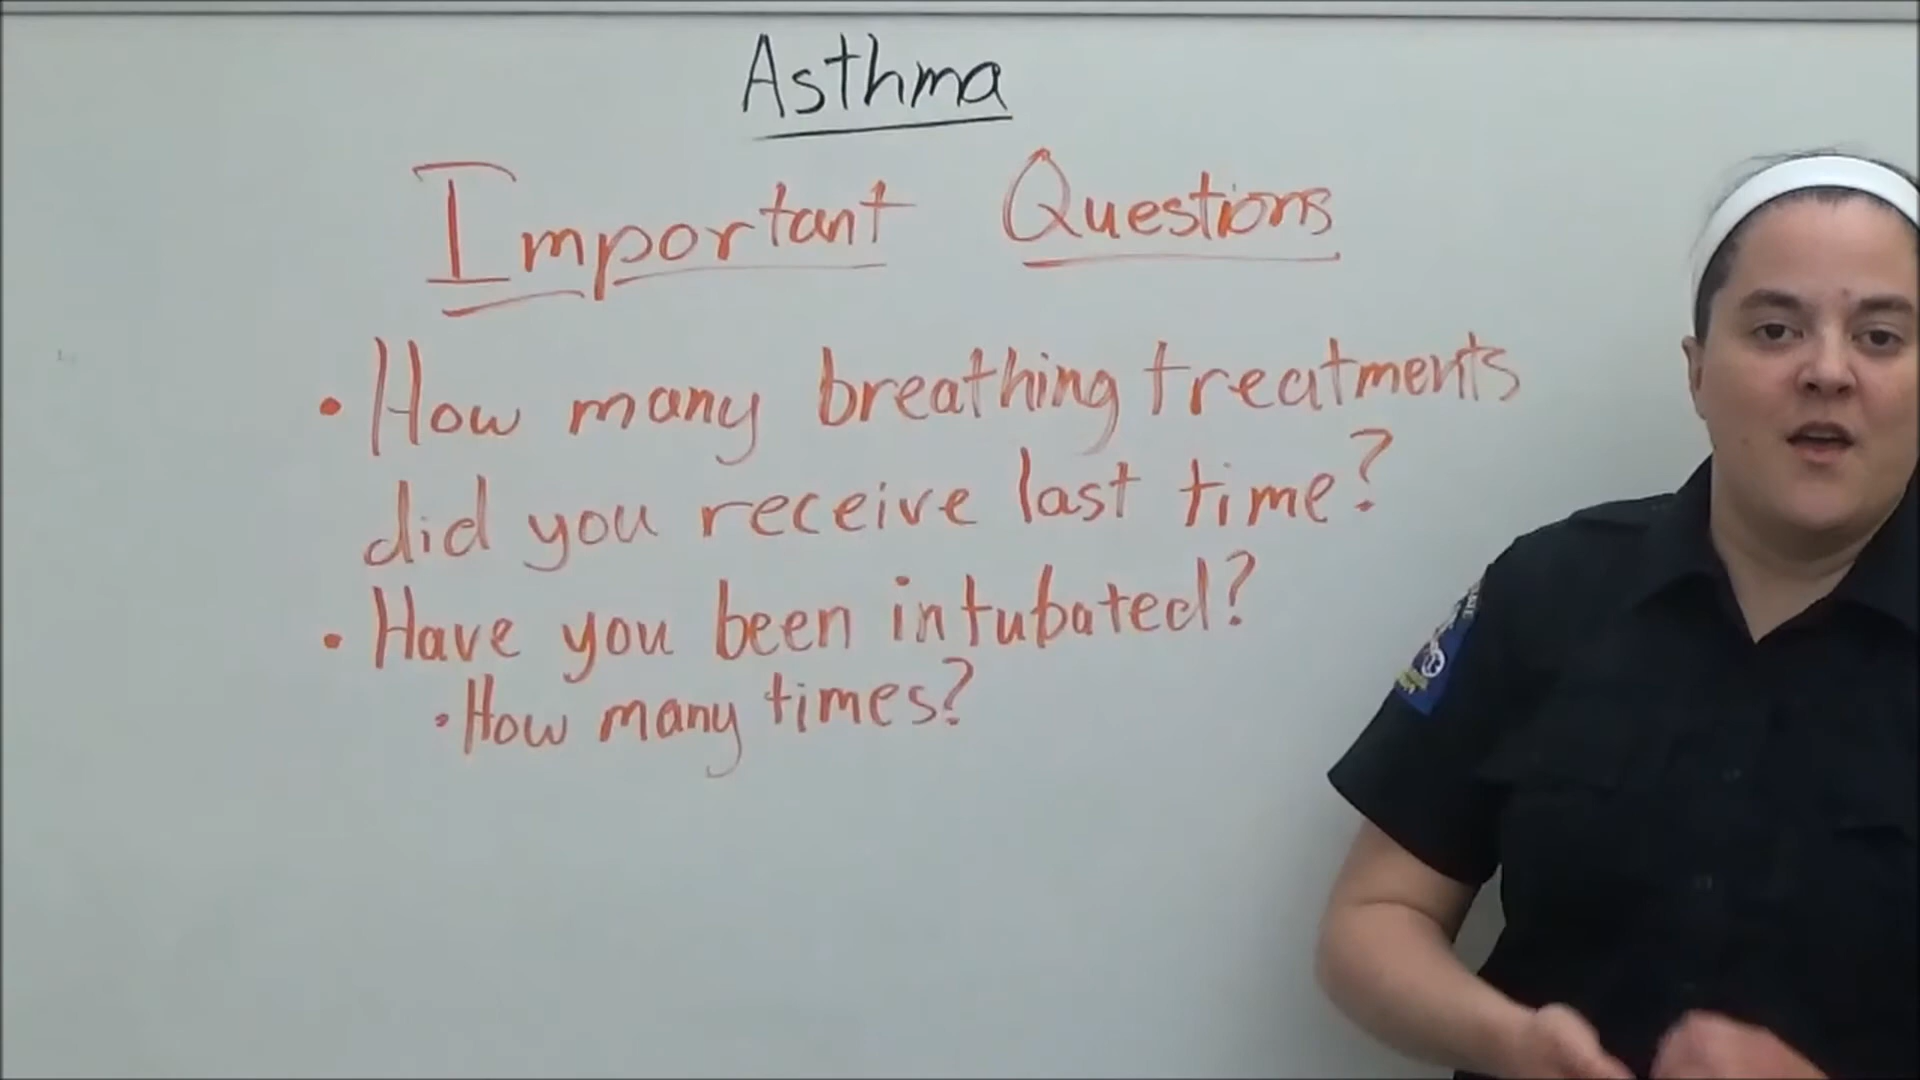 Asthma
Important Questions
• How many breathing treatments
did you receive last time?
• Have you been intubated?
• How many times?